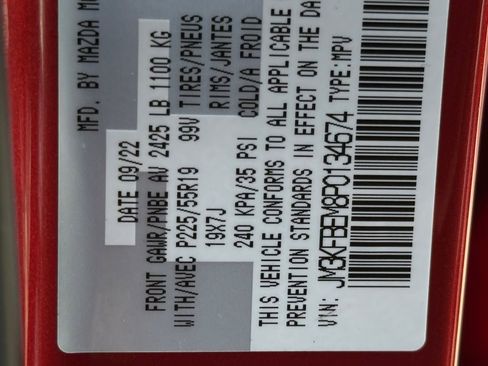 MFD. BY MAZDA
DATE 09/22
FRONT GAWR/PNBE AV 2425 LB 1100 KG
WITH/AVEC P225/55R19 99V TIRES/PNEUS
19X7J RIMS/JANTES
240 KPA/35 PSI COLD/A FROID
THIS VEHICLE CONFORMS TO ALL APPLICABLE
PREVENTION STANDARDS IN EFFECT ON THE
VIN: JM3KFBEM8P0134674 TYPE:MPV